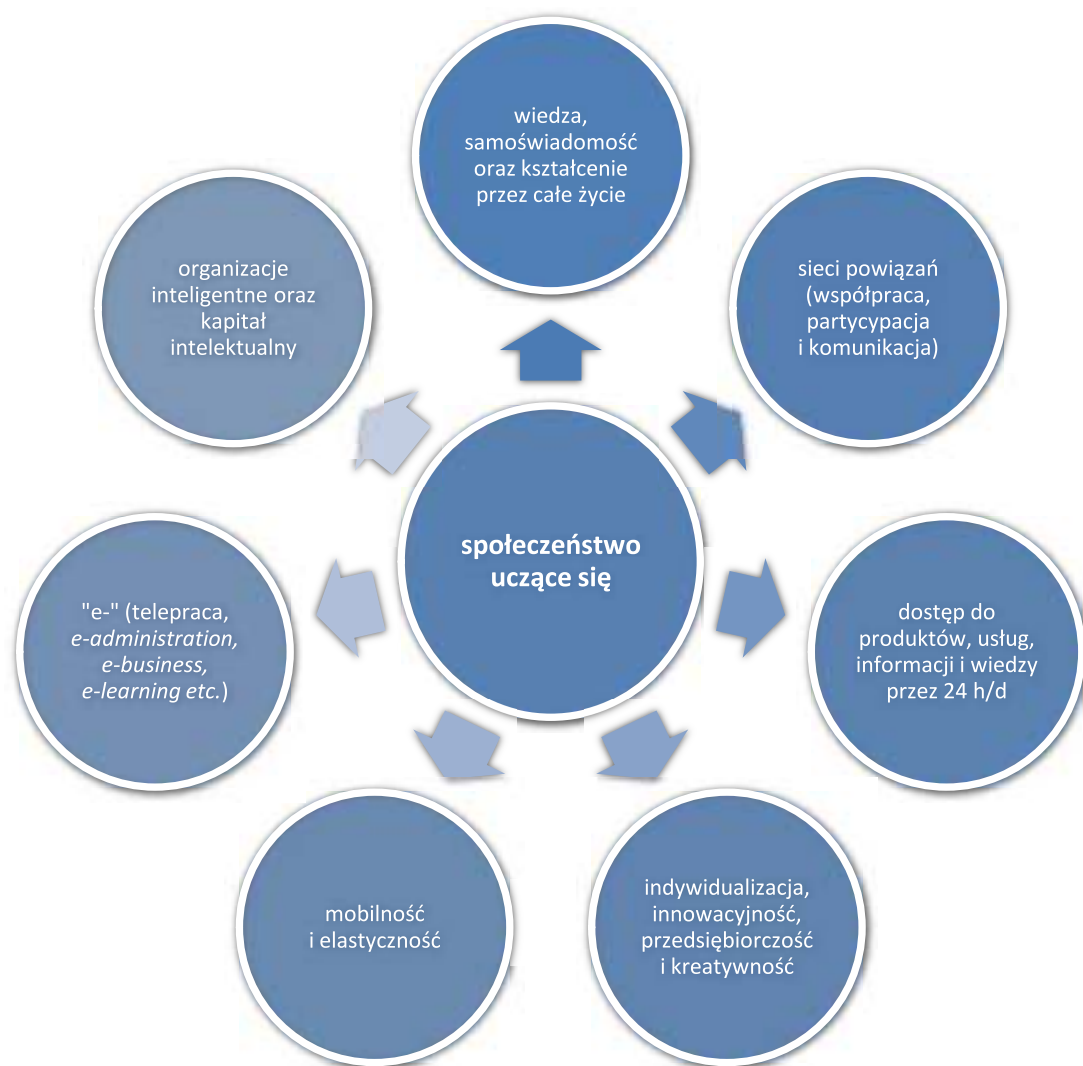 wiedza,
samoświadomość
oraz kształcenie
przez całe życie
sieci powiązań
(współpraca,
partycypacja
i komunikacja)
dostęp do
produktów, usług,
informacji i wiedzy
przez 24 h/d
indywidualizacja,
innowacyjność,
przedsiębiorczość
i kreatywność
mobilność
i elastyczność
"e-" (telepraca,
e-administration,
e-business,
e-learning etc.)
organizacje
inteligentne oraz
kapitał
intelektualny
społeczeństwo
uczące się